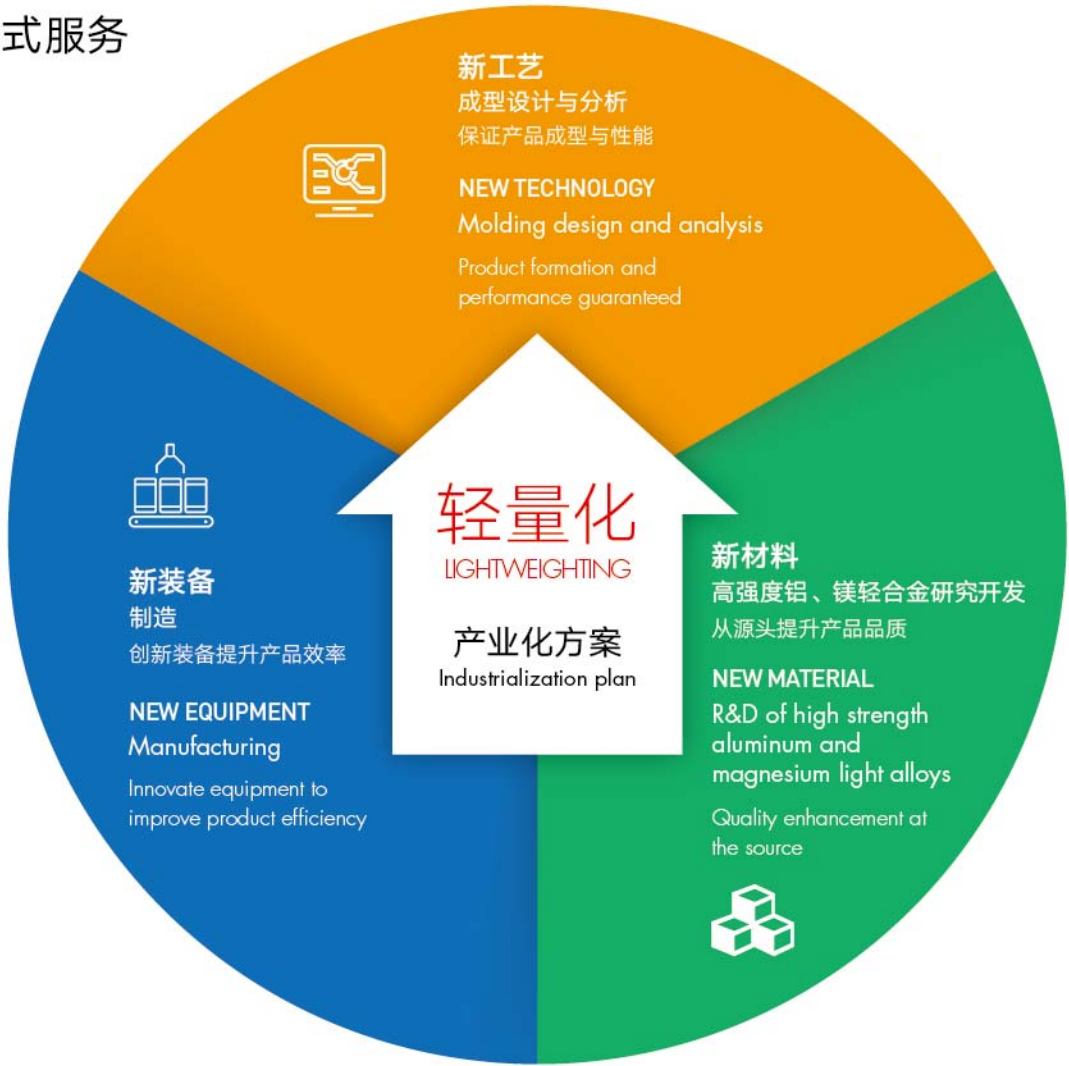 式服务
新工艺
成型设计与分析
保证产品成型与性能
NEW TECHNOLOGY
Molding design and analysis
Product formation and
performance guaranteed
轻量化
LIGHTWEIGHTING
产业化方案
Industrialization plan
新装备
制造
创新装备提升产品效率
NEW EQUIPMENT
Manufacturing
Innovate equipment to
improve product efficiency
新材料
高强度铝、镁轻合金研究开发
从源头提升产品品质
NEW MATERIAL
R&D of high strength
aluminum and
magnesium light alloys
Quality enhancement at
the source